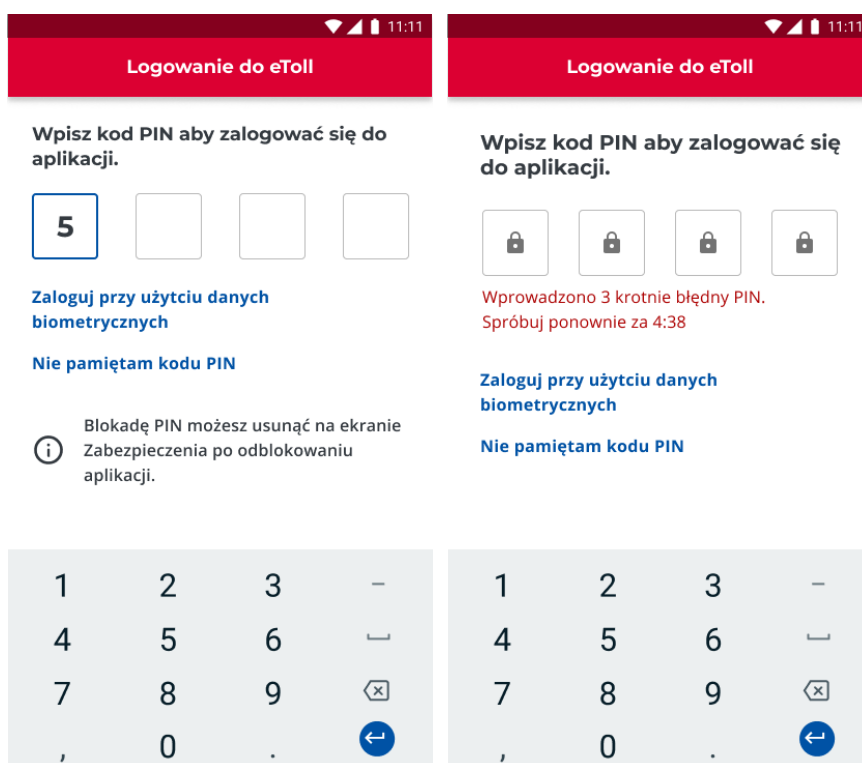 11:11
Logowanie do eToll
Wpisz kod PIN aby zalogować się do
aplikacji.
5
Zaloguj przy użytciu danych
biometrycznych
Nie pamiętam kodu PIN
Blokadę PIN możesz usunąć na ekranie
Zabezpieczenia po odblokowaniu
aplikacji.
1 2 3 –
4 5 6
7 8 9
, 0 .
11:11
Logowanie do eToll
Wpisz kod PIN aby zalogować się
do aplikacji.
Wprowadzono 3 krotnie błędny PIN.
Spróbuj ponownie za 4:38
Zaloguj przy użytciu danych
biometrycznych
Nie pamiętam kodu PIN
1 2 3 –
4 5 6
7 8 9
, 0 .